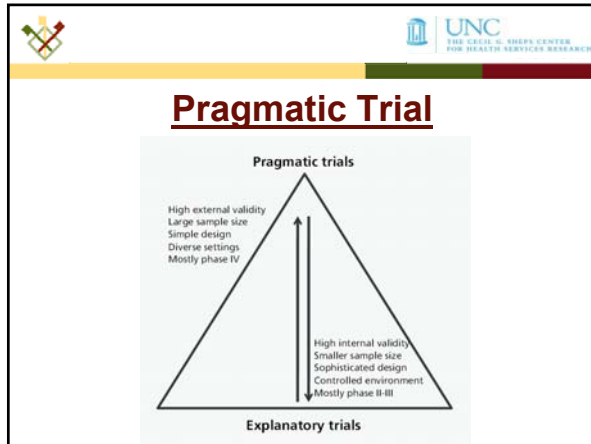 UNC
THE CECIL G. SHEPS CENTER
FOR HEALTH SERVICES RESEARCH
Pragmatic Trial
Pragmatic trials
High external validity
Large sample size
Simple design
Diverse settings
Mostly phase IV
High internal validity
Smaller sample size
Sophisticated design
Controlled environment
Mostly phase II-III
Explanatory trials